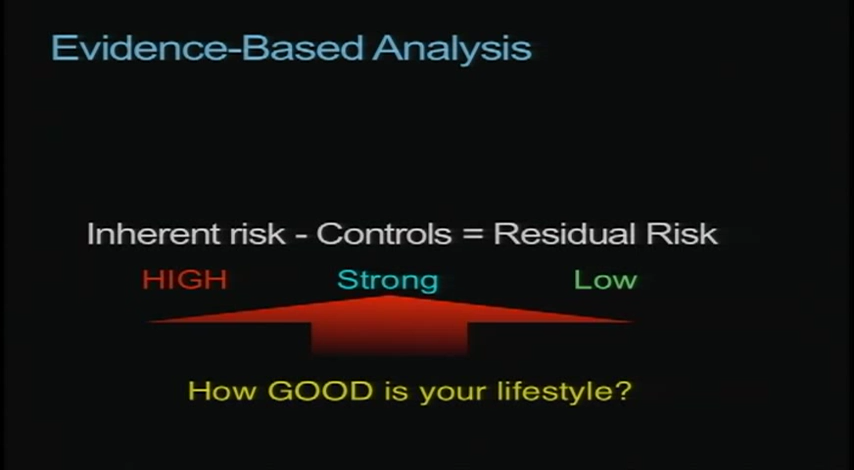 Evidence-Based Analysis
Inherent risk - Controls = Residual Risk
HIGH Strong Low
How GOOD is your lifestyle?